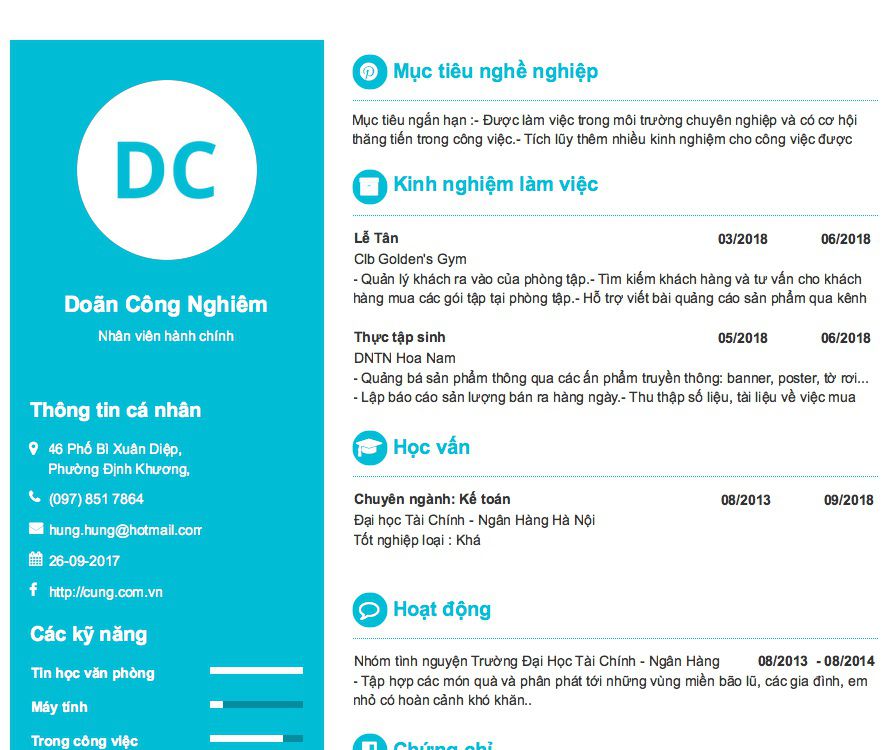 DC
Doãn Công Nghiêm
Nhân viên hành chính
Thông tin cá nhân
46 Phố Bì Xuân Diệp,
Phường Định Khương,
(097) 851 7864
hung.hung@hotmail.com
26-09-2017
http://cung.com.vn
Các kỹ năng
Tin học văn phòng
Máy tính
Trong công việc
Mục tiêu nghề nghiệp
Mục tiêu ngắn hạn :- Được làm việc trong môi trường chuyên nghiệp và có cơ hội
thăng tiến trong công việc.- Tích lũy thêm nhiều kinh nghiệm cho công việc được
Kinh nghiệm làm việc
Lễ Tân 03/2018 06/2018
Clb Golden's Gym
- Quản lý khách ra vào của phòng tập.- Tìm kiếm khách hàng và tư vấn cho khách
hàng mua các gói tập tại phòng tập.- Hỗ trợ viết bài quảng cáo sản phẩm qua kênh
Thực tập sinh 05/2018 06/2018
DNTN Hoa Nam
- Quảng bá sản phẩm thông qua các ấn phẩm truyền thông: banner, poster, tờ rơi...
- Lập báo cáo sản lượng bán ra hàng ngày.- Thu thập số liệu, tài liệu về việc mua
Học vấn
Chuyên ngành: Kế toán 08/2013 09/2018
Đại học Tài Chính - Ngân Hàng Hà Nội
Tốt nghiệp loại : Khá
Hoạt động
Nhóm tình nguyện Trường Đại Học Tài Chính - Ngân Hàng 08/2013 - 08/2014
- Tập hợp các món quà và phân phát tới những vùng miền bão lũ, các gia đình, em
nhỏ có hoàn cảnh khó khăn..
Chứng chỉ